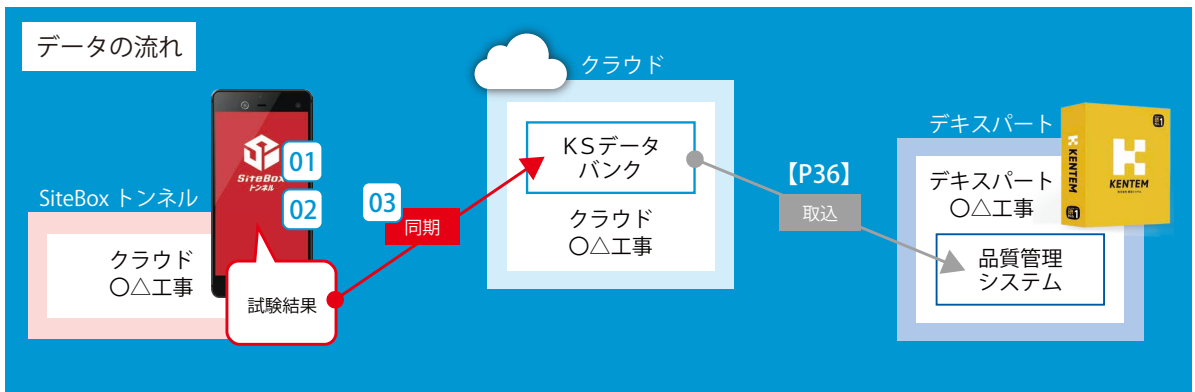 データの流れ
SiteBox トンネル
クラウド
〇△工事
SiteBox
トンネル
01
02
試験結果
03
同期
クラウド
KSデータ
バンク
クラウド
〇△工事
【P36】
取込
デキスパート
デキスパート
〇△工事
品質管理
システム
KENTEM
KENTEM